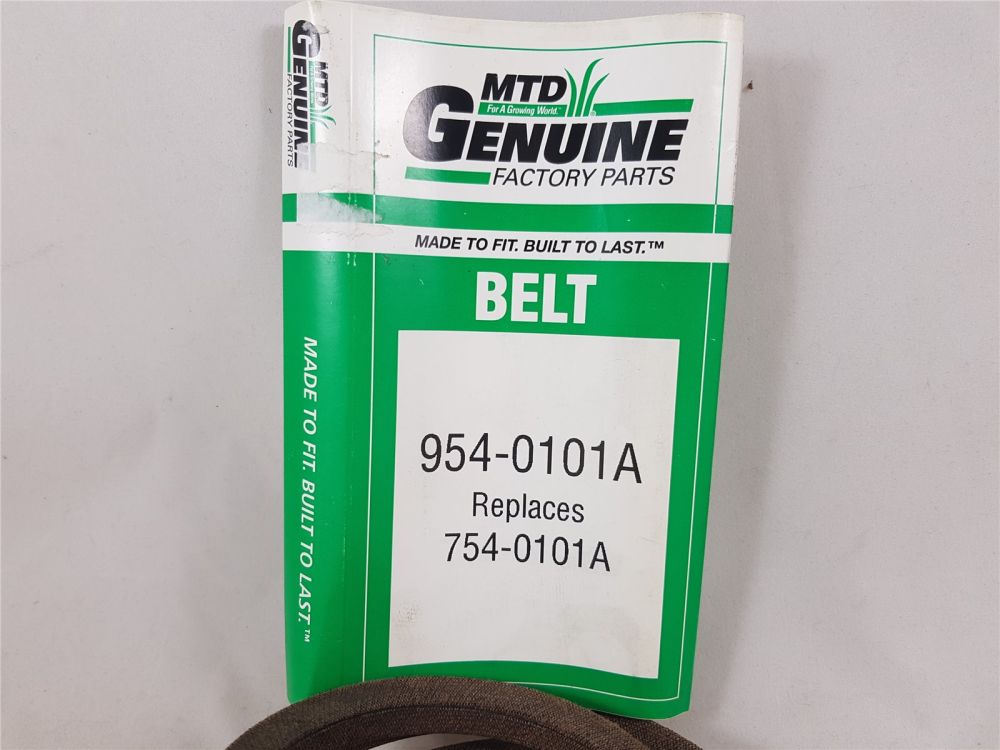 MTD
For A Growing World.™
GENUINE
FACTORY PARTS
MADE TO FIT. BUILT TO LAST.™
BELT
954-0101A
Replaces
754-0101A
MTD
GENUINE
FACTORY PARTS
MADE TO FIT. BUILT TO LAST.™